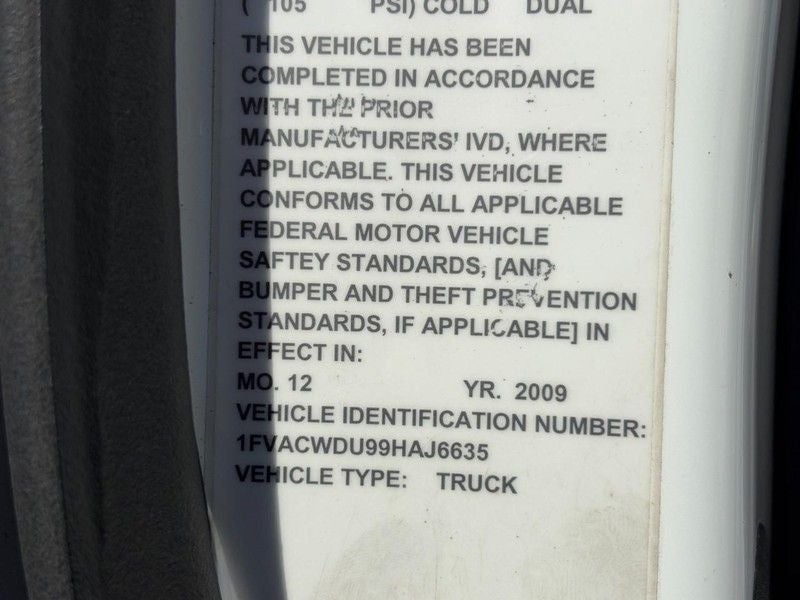 ( 105 PSI) COLD DUAL
THIS VEHICLE HAS BEEN
COMPLETED IN ACCORDANCE
WITH THE PRIOR
MANUFACTURERS' IVD, WHERE
APPLICABLE. THIS VEHICLE
CONFORMS TO ALL APPLICABLE
FEDERAL MOTOR VEHICLE
SAFTEY STANDARDS, [AND
BUMPER AND THEFT PREVENTION
STANDARDS, IF APPLICABLE] IN
EFFECT IN:
MO. 12 YR. 2009
VEHICLE IDENTIFICATION NUMBER:
1FVACWDU99HAJ6635
VEHICLE TYPE: TRUCK